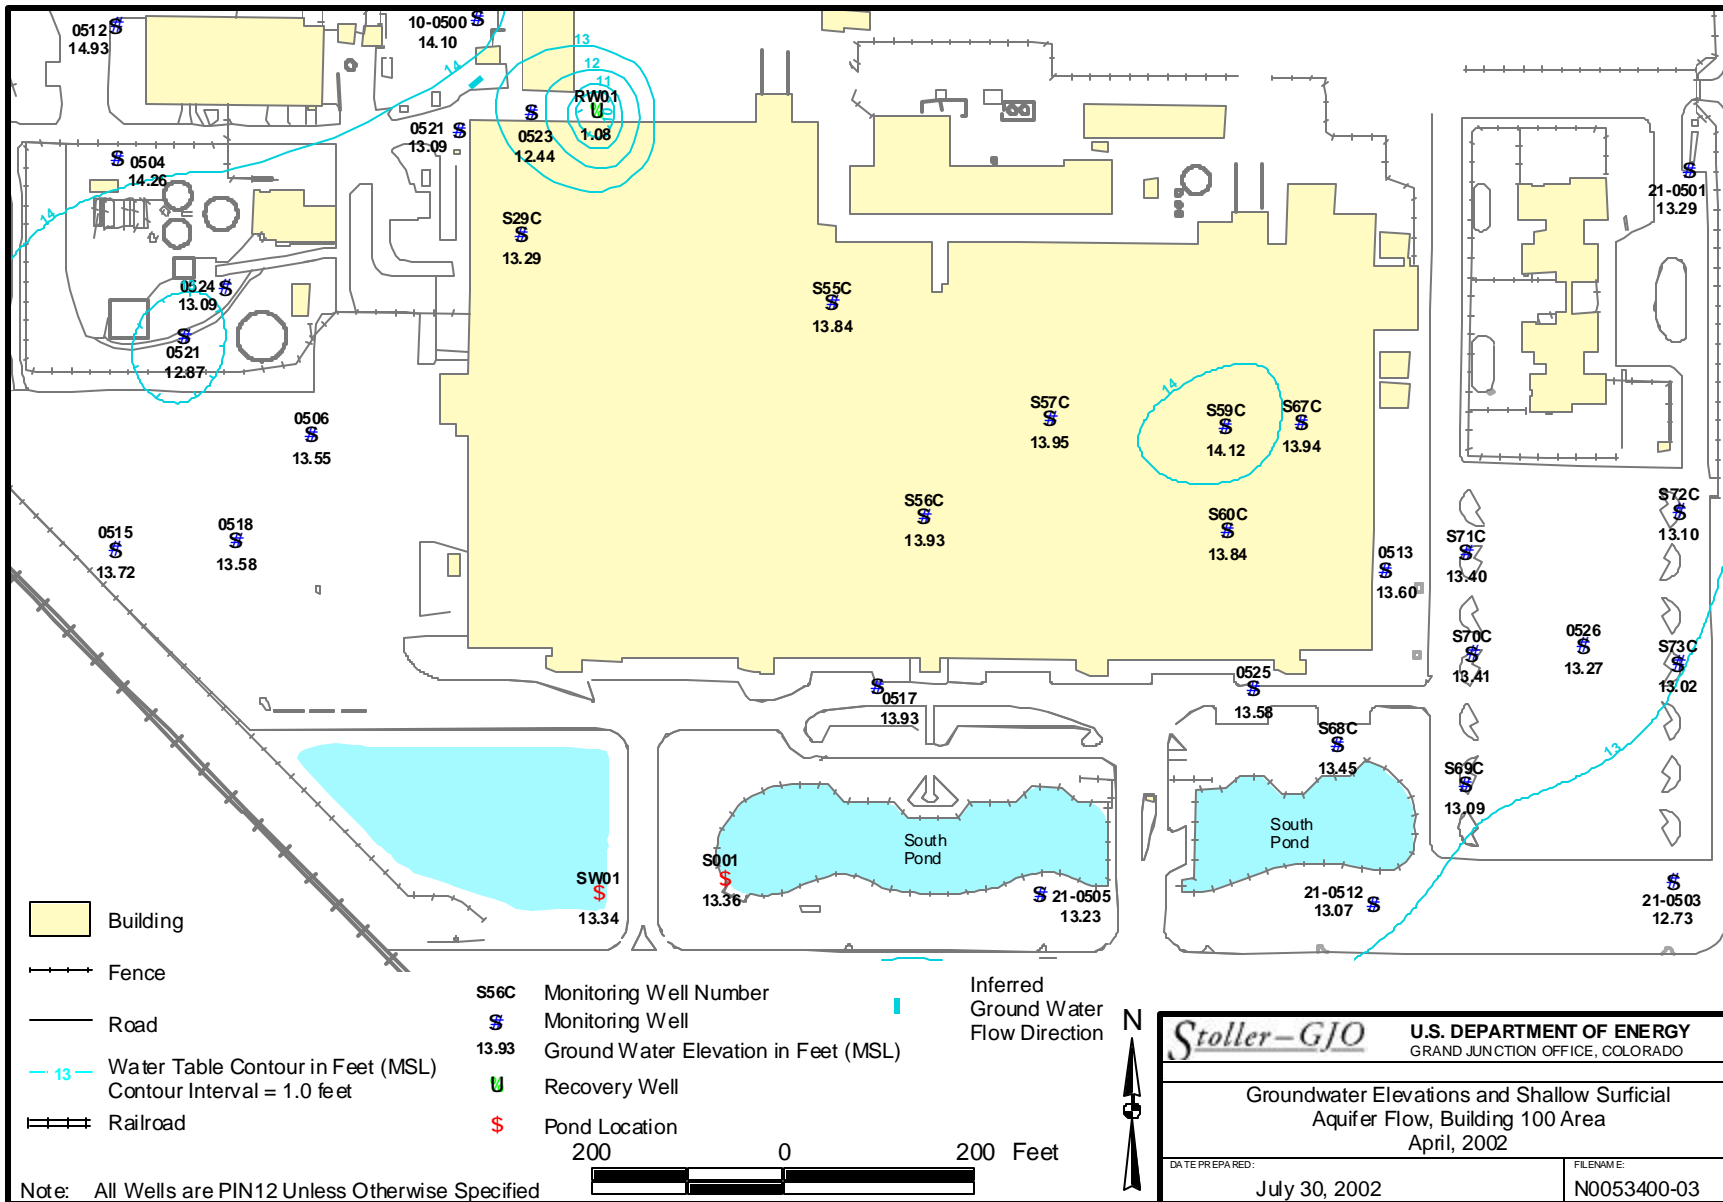 0512
14.93
10-0500
14.10
13
12
11
10
14
RW01
1.08
0521
13.09
0523
12.44
0504
14.26
14
S29C
13.29
21-0501
13.29
0524
13.09
S55C
13.84
0521
12.87
0506
13.55
14
S57C
13.95
S59C
14.12
S67C
13.94
S56C
13.93
S60C
13.84
S72C
13.10
0515
13.72
0518
13.58
S71C
13.40
0513
13.60
S70C
13.41
0526
13.27
S73C
13.02
0517
13.93
0525
13.58
S68C
13.45
13
S69C
13.09
South
Pond
South
Pond
SW01
$
13.34
S001
$
13.36
21-0505
13.23
21-0512
13.07
21-0503
12.73
Building
Fence
Road
13 Water Table Contour in Feet (MSL)
Contour Interval = 1.0 feet
Railroad
S56C Monitoring Well Number
Monitoring Well
13.93 Ground Water Elevation in Feet (MSL)
U Recovery Well
$ Pond Location
Inferred
Ground Water
Flow Direction
N
200 0 200 Feet
Note: All Wells are PIN12 Unless Otherwise Specified
Stoller-GJO
U.S. DEPARTMENT OF ENERGY
GRAND JUNCTION OFFICE, COLORADO
Groundwater Elevations and Shallow Surficial
Aquifer Flow, Building 100 Area
April, 2002
DATE PREPARED:
July 30, 2002
FILENAME:
N0053400-03